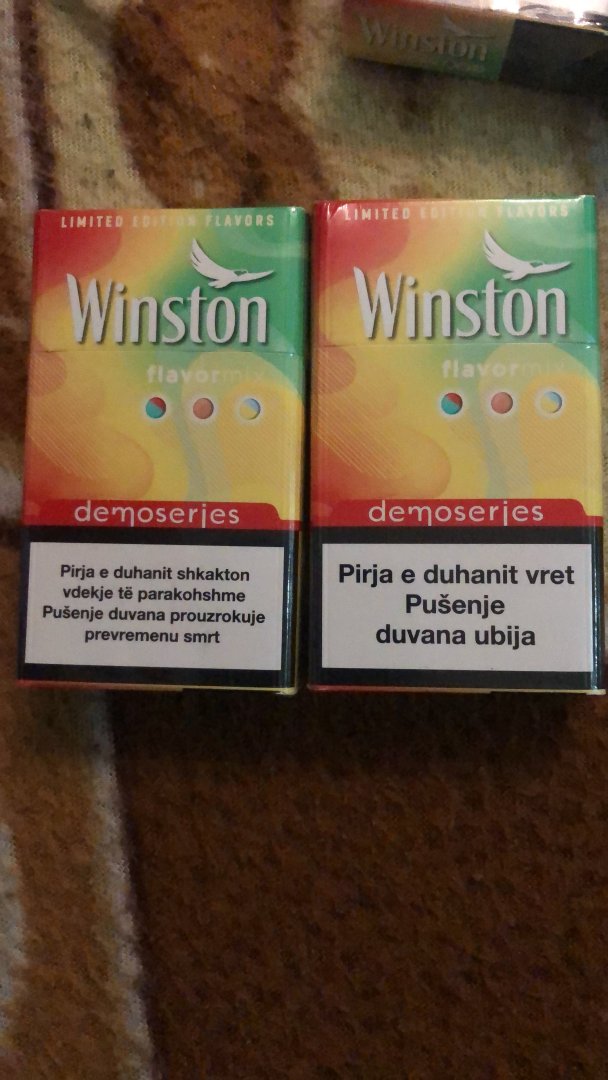 Winston
LIMITED EDITION FLAVORS
Winston
flavormix
demoseries
Pirja e duhanit shkakton
vdekje të parakohshme
Pušenje duvana prouzrokuje
prevremenu smrt
LIMITED EDITION FLAVORS
Winston
flavormix
demoseries
Pirja e duhanit vret
Pušenje
duvana ubija